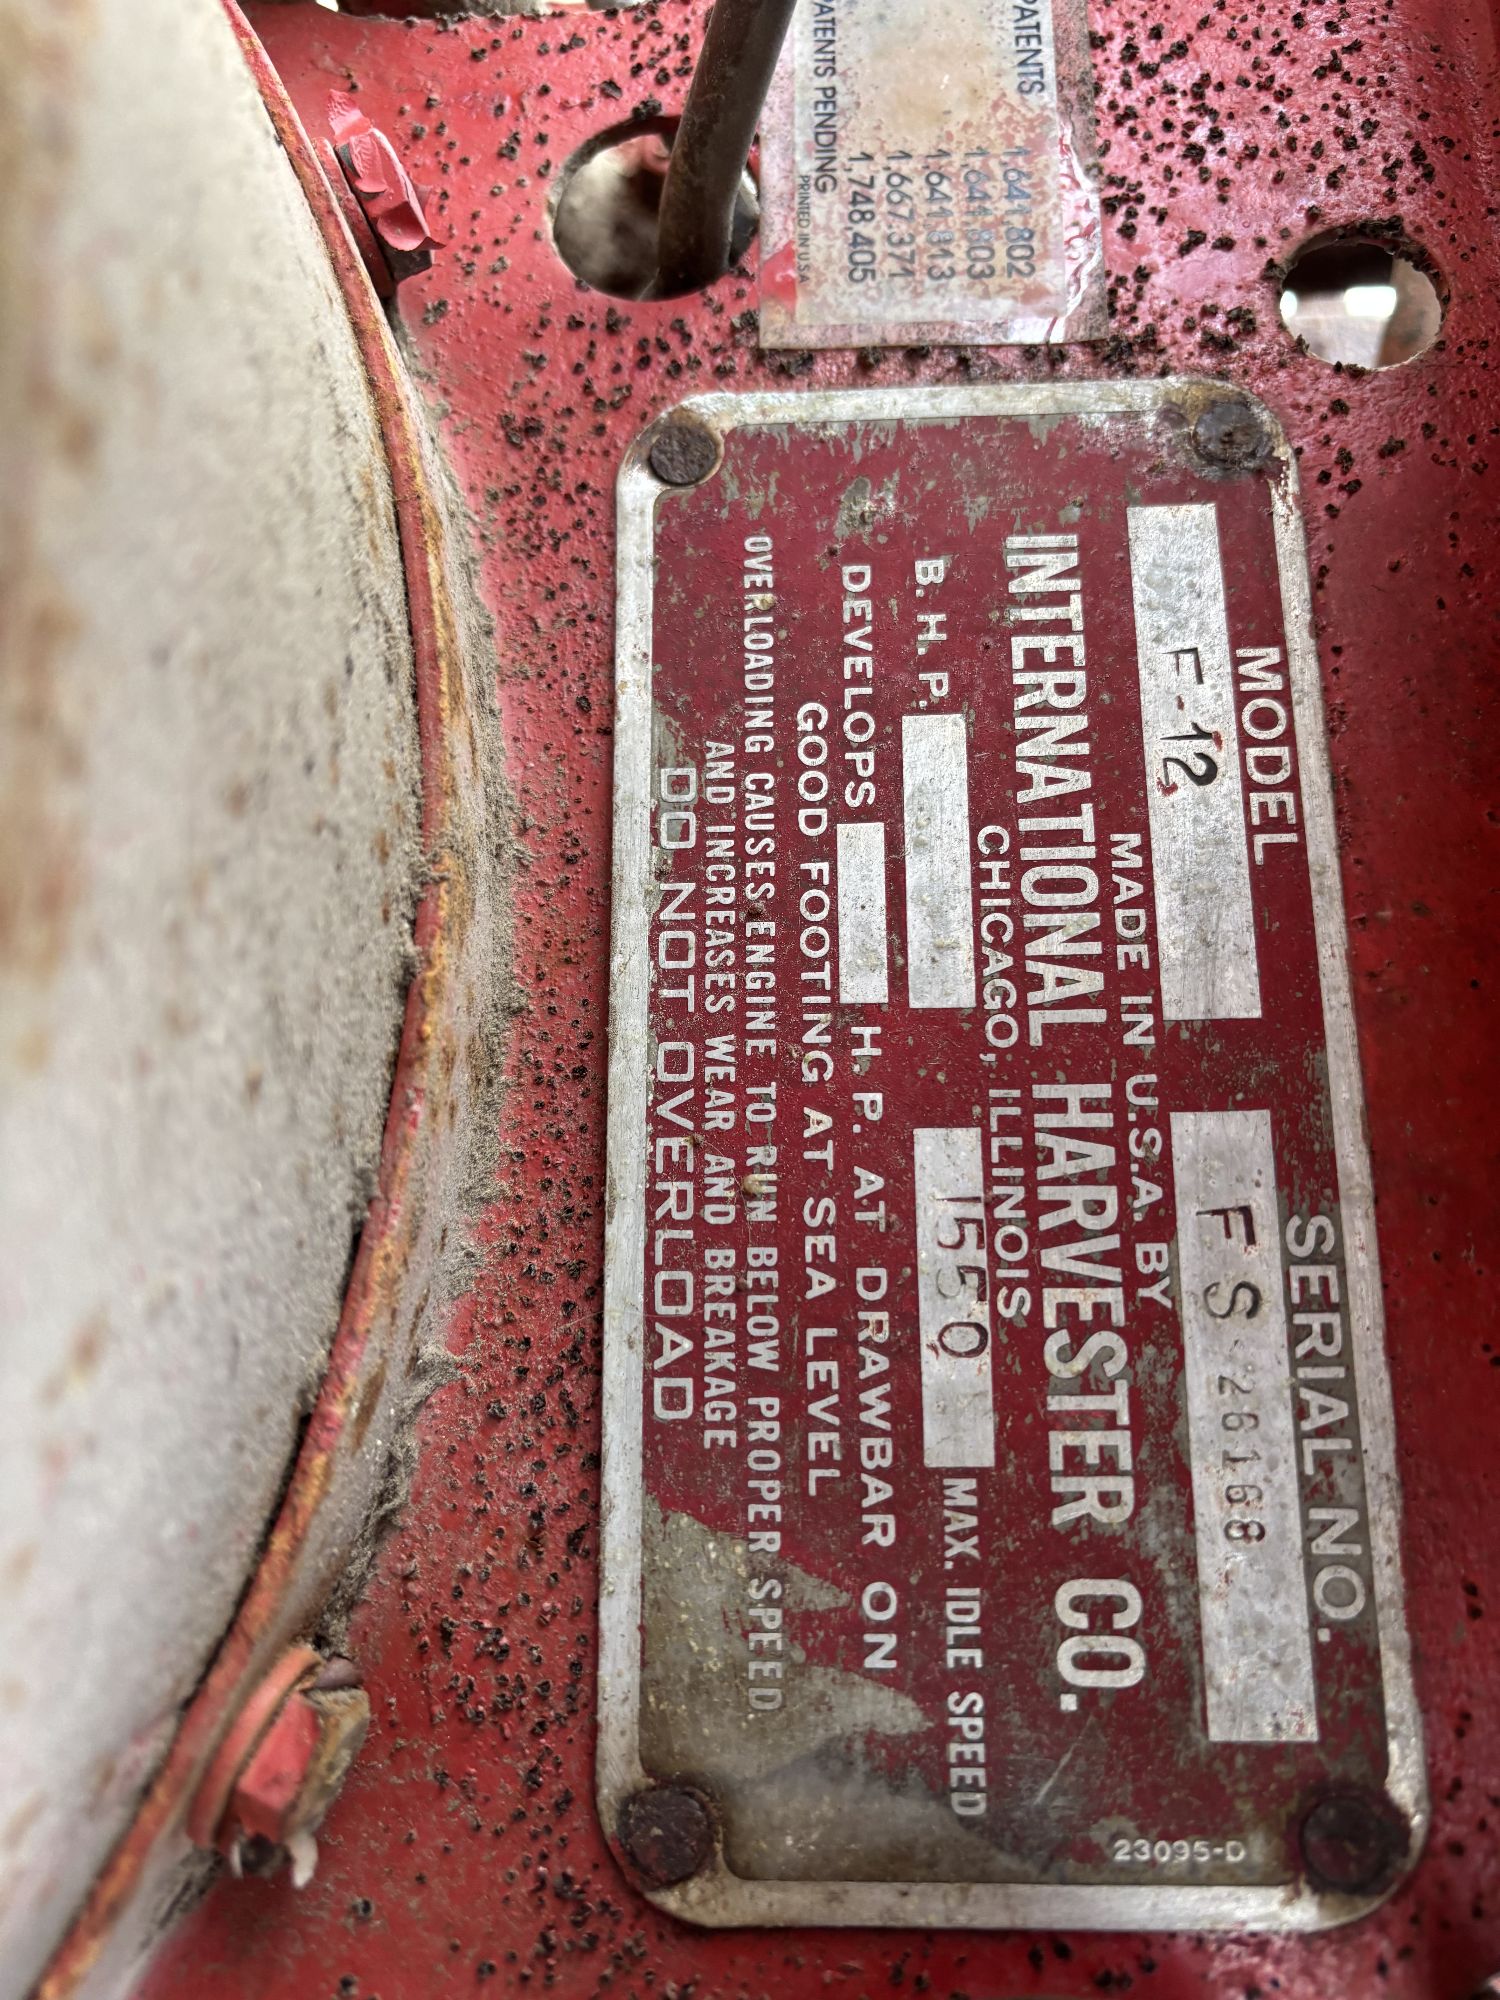 PATENTS
1,641,802
1,641,803
1,641,813
1,667,371
1,748,405
PATENTS PENDING
PRINTED IN U.S.A
MODEL SERIAL NO.
F-12 FS 26168
MADE IN U.S.A. BY
INTERNATIONAL HARVESTER CO.
CHICAGO, ILLINOIS
B. H. P. 1550 MAX. IDLE SPEED
DEVELOPS H. P. AT DRAWBAR ON
GOOD FOOTING AT SEA LEVEL
OVERLOADING CAUSES ENGINE TO RUN BELOW PROPER SPEED
AND INCREASES WEAR AND BREAKAGE
DO NOT OVERLOAD
23095-D